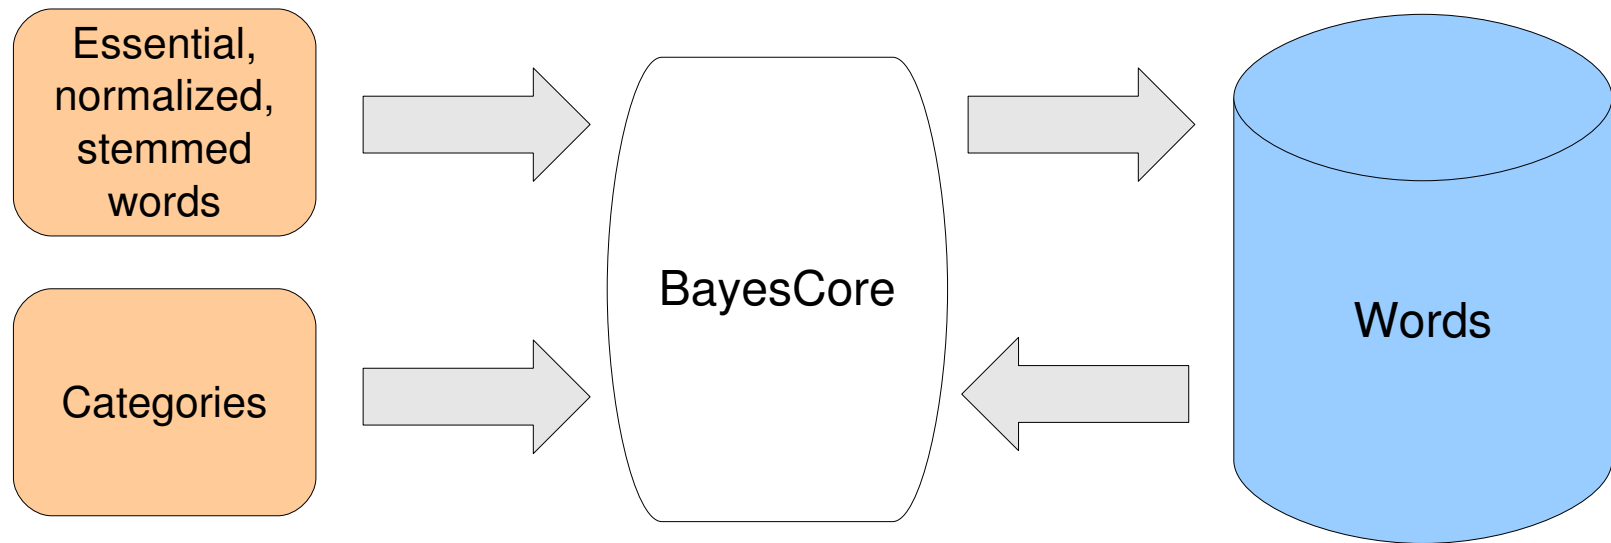 Essential,
normalized,
stemmed
words
BayesCore
Words
Categories